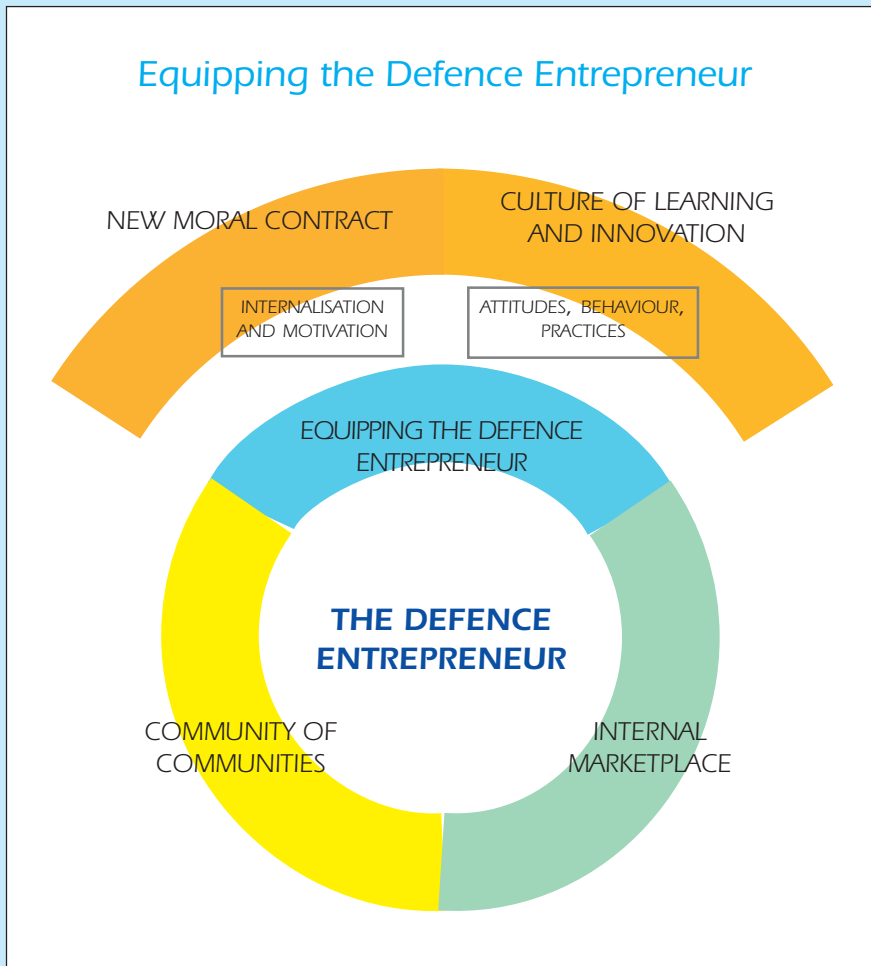 Equipping the Defence Entrepreneur
NEW MORAL CONTRACT
CULTURE OF LEARNING
AND INNOVATION
INTERNALISATION
AND MOTIVATION
ATTITUDES, BEHAVIOUR,
PRACTICES
EQUIPPING THE DEFENCE
ENTREPRENEUR
THE DEFENCE
ENTREPRENEUR
COMMUNITY OF
COMMUNITIES
INTERNAL
MARKETPLACE